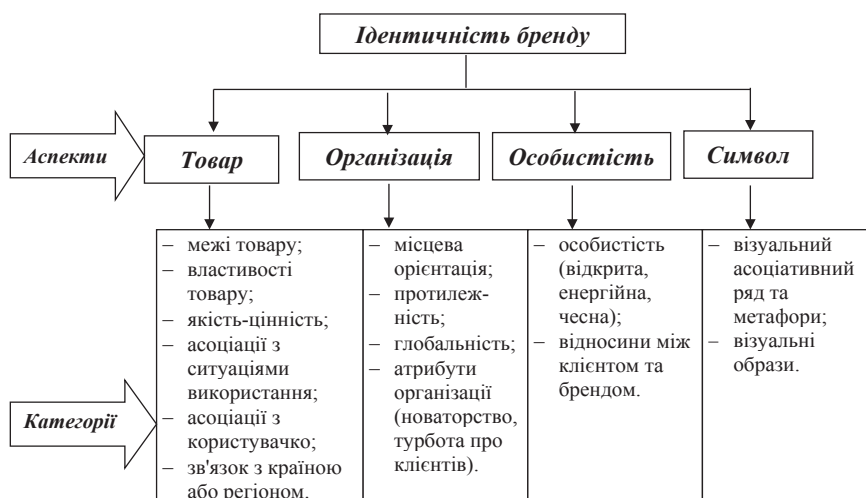 Ідентичність бренду
Аспекти
Товар
Організація
Особистість
Символ
Категорії
– межі товару;
– властивості
товару;
– якість-цінність;
– асоціації з
ситуаціями
використання;
– асоціації з
користувачко;
– зв'язок з країною
або регіоном.
– місцева
орієнтація;
– протилеж-
ність;
– глобальність;
– атрибути
організації
(новаторство,
турбота про
клієнтів).
– особистість
(відкрита,
енергійна,
чесна);
– відносини між
клієнтом та
брендом.
– візуальний
асоціативний
ряд та
метафори;
– візуальні
образи.